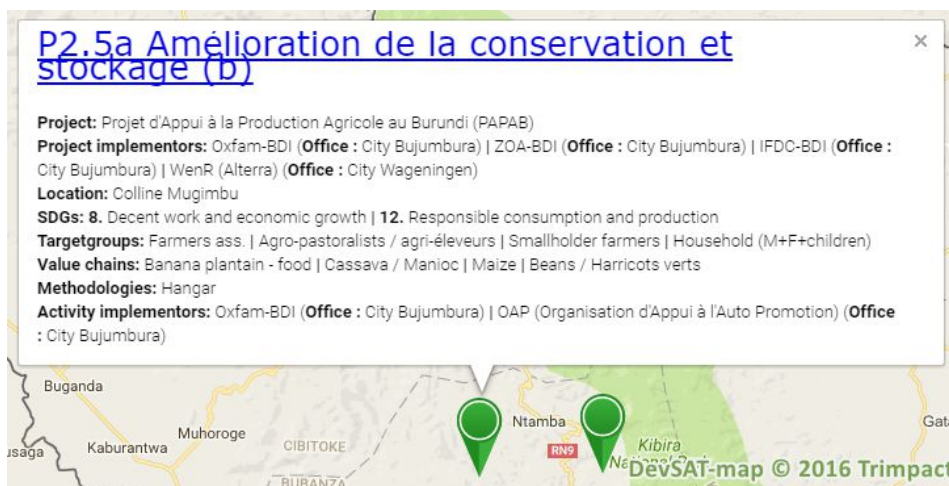 P2.5a Amélioration de la conservation et
stockage (b)
×
Project: Projet d'Appui à la Production Agricole au Burundi (PAPAB)
Project implementors: Oxfam-BDI (Office : City Bujumbura) | ZOA-BDI (Office : City Bujumbura) | IFDC-BDI (Office :
City Bujumbura) | WenR (Alterra) (Office : City Wageningen)
Location: Colline Mugimbu
SDGs: 8. Decent work and economic growth | 12. Responsible consumption and production
Targetgroups: Farmers ass. | Agro-pastoralists / agri-éleveurs | Smallholder farmers | Household (M+F+children)
Value chains: Banana plantain - food | Cassava / Manioc | Maize | Beans / Harricots verts
Methodologies: Hangar
Activity implementors: Oxfam-BDI (Office : City Bujumbura) | OAP (Organisation d'Appui à l'Auto Promotion) (Office
: City Bujumbura)
Buganda
Ntamba
Gat
Muhoroge
Kaburantwa
CIBITOKE
RN9
Kibira
usaga
BUBANZA
DevSAT-map © 2016 Trimpact